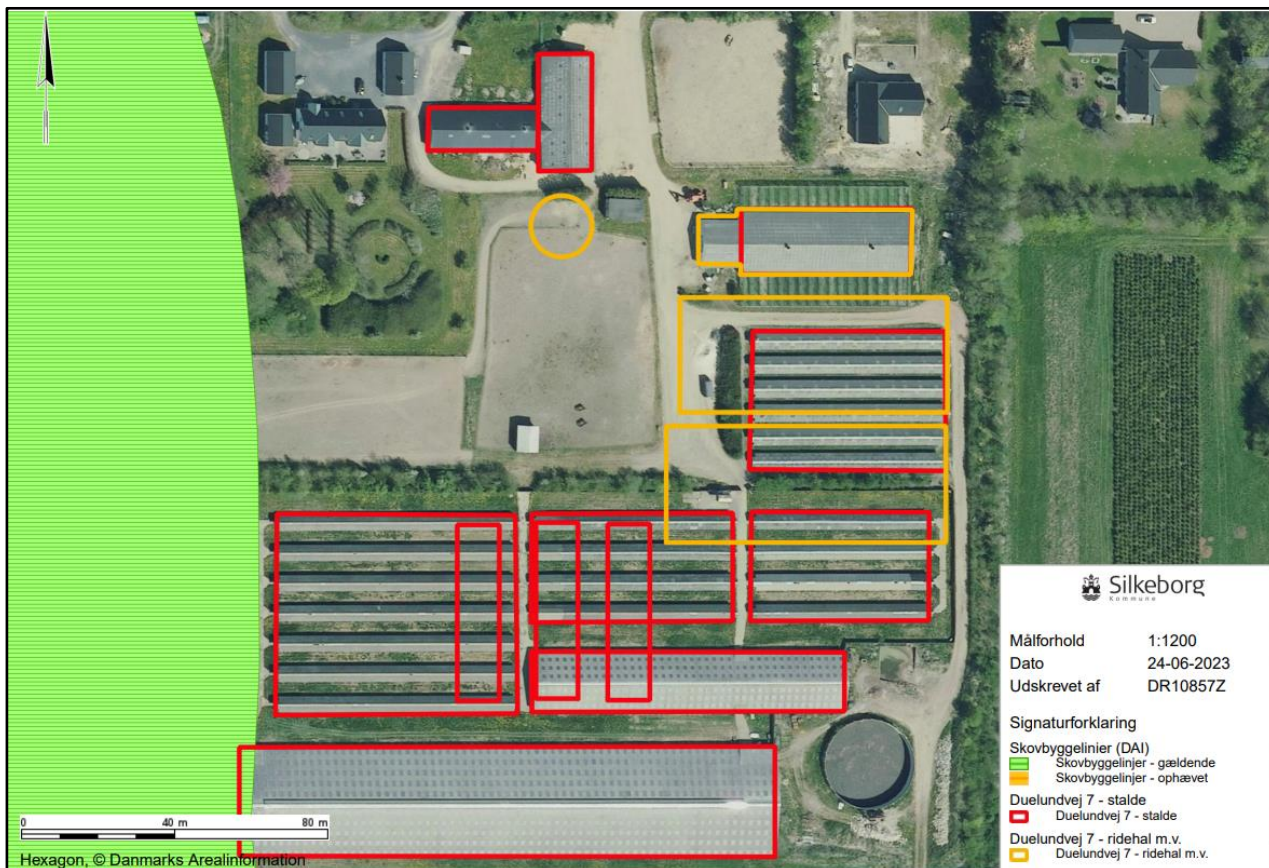 Silkeborg
Kommune
Målforhold 1:1200
Dato 24-06-2023
Udskrevet af DR10857Z
Signaturforklaring
Skovbyggelinier (DAI)
Skovbyggelinjer - gældende
Skovbyggelinjer - ophævet
Duelundvej 7 - stalde
Duelundvej 7 - stalde
Duelundvej 7 - ridehal m.v.
Duelundvej 7 - ridehal m.v.
0 40 m 80 m
Hexagon, © Danmarks Arealinformation